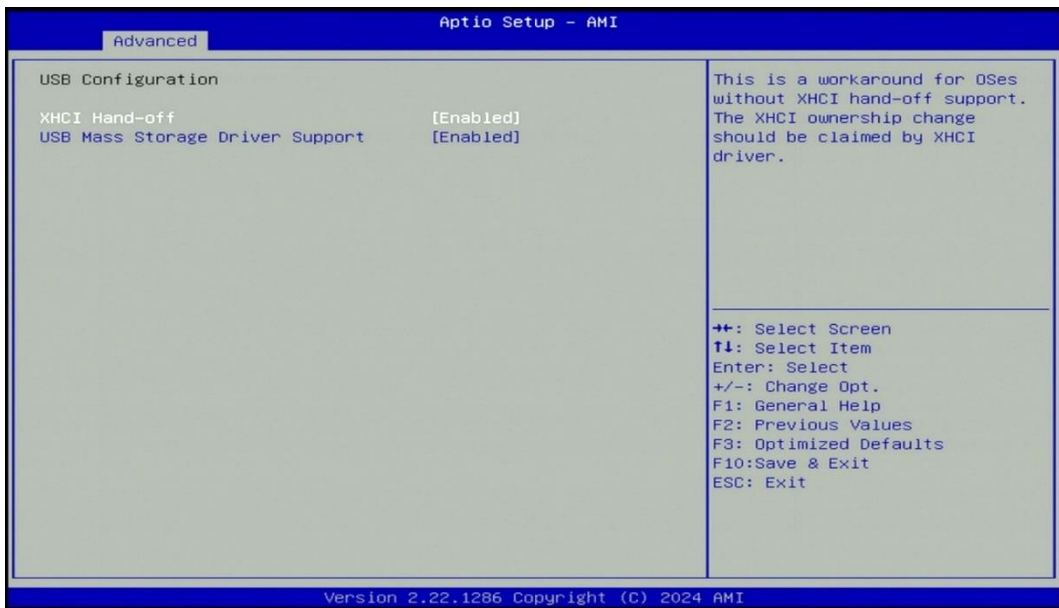 Aptio Setup – AMI
Advanced
USB Configuration
XHCI Hand-off [Enabled]
USB Mass Storage Driver Support [Enabled]
This is a workaround for OSes
without XHCI hand-off support.
The XHCI ownership change
should be claimed by XHCI
driver.
→←: Select Screen
↑↓: Select Item
Enter: Select
+/-: Change Opt.
F1: General Help
F2: Previous Values
F3: Optimized Defaults
F10:Save & Exit
ESC: Exit
Version 2.22.1286 Copyright (C) 2024 AMI